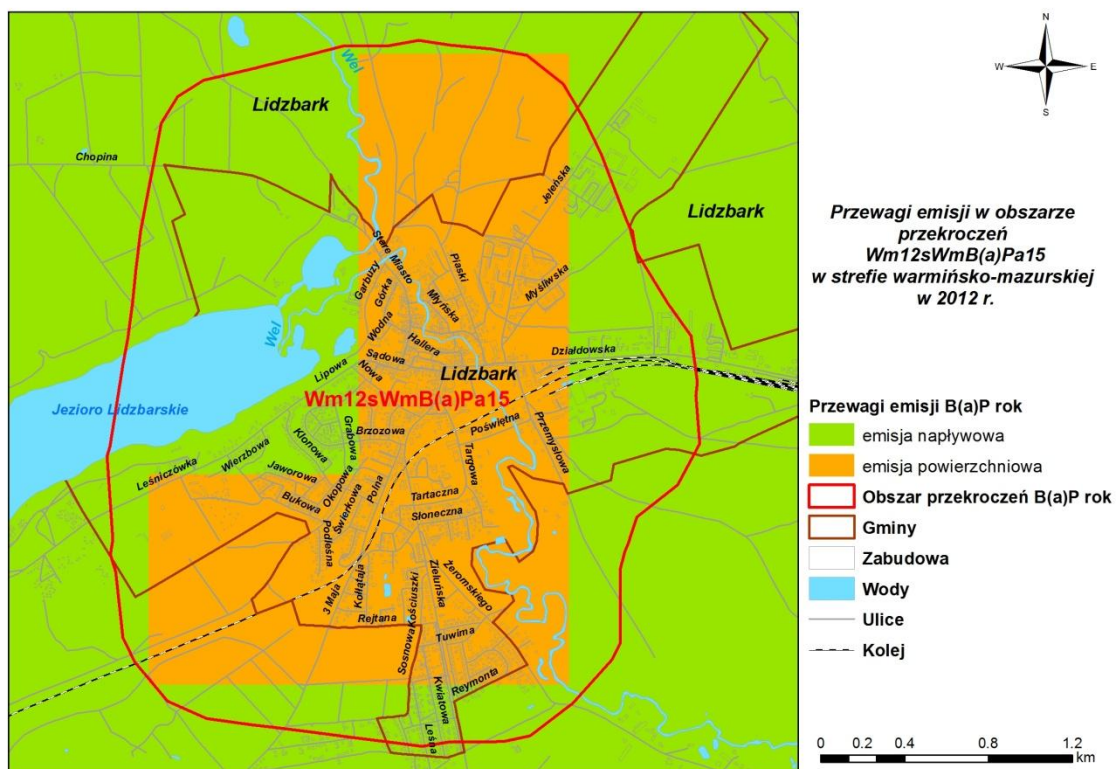 Wel
Lidzbark
Chopina
Jeleńska
Lidzbark
Stare Miasto
Piaski
Garbuzy
Górka
Myśliwska
Młyńska
Wodna
Wel
Hallera
Działdowska
Sądowa
Lipowa
Nowa
Lidzbark
Wm12sWmB(a)Pa15
Jezioro Lidzbarskie
Poświętna
Przemysłowa
Brzozowa
Grabowa
Klonowa
Wierzbowa
Leśniczówka
Targowa
Jaworowa
Okopowa
Polna
Bukowa
Świerkowa
Tartaczna
Słoneczna
Podleśna
Zieluńska
Żeromskiego
3 Maja
Kołłątaja
Kościuszki
Rejtana
Sosnowa
Tuwima
Reymonta
Kwiatowa
Leśna
N
W
E
S
Przewagi emisji w obszarze
przekroczeń
Wm12sWmB(a)Pa15
w strefie warmińsko-mazurskiej
w 2012 r.
Przewagi emisji B(a)P rok
emisja napływowa
emisja powierzchniowa
Obszar przekroczeń B(a)P rok
Gminy
Zabudowa
Wody
Ulice
Kolej
0 0.2 0.4 0.8 1.2
km